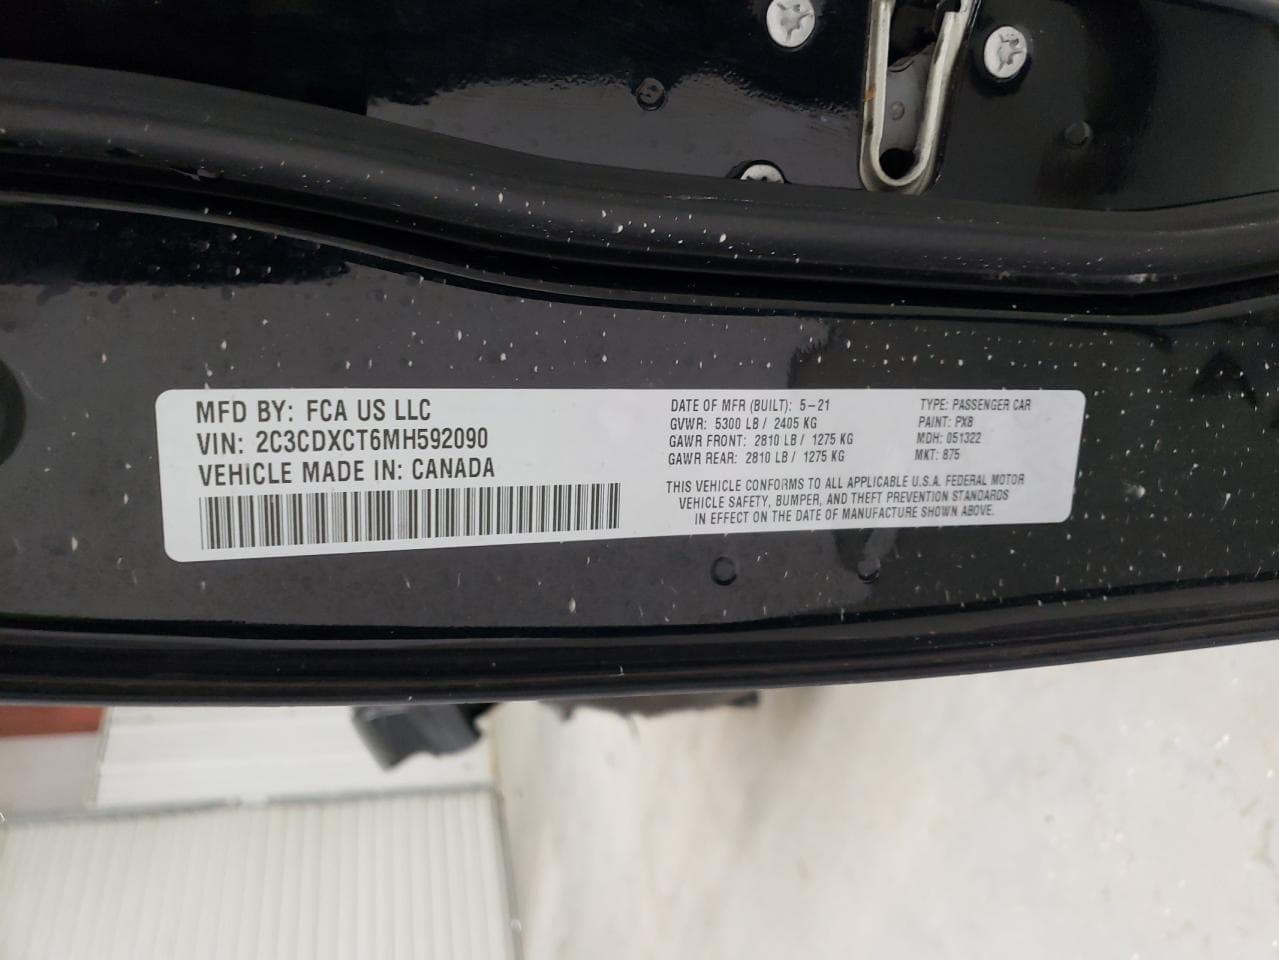 MFD BY: FCA US LLC
VIN: 2C3CDXCT6MH592090
VEHICLE MADE IN: CANADA
DATE OF MFR (BUILT): 5-21
GVWR: 5300 LB / 2405 KG
GAWR FRONT: 2810 LB / 1275 KG
GAWR REAR: 2810 LB / 1275 KG
TYPE: PASSENGER CAR
PAINT: PX8
MDH: 051322
MKT: 875
THIS VEHICLE CONFORMS TO ALL APPLICABLE U.S.A. FEDERAL MOTOR
VEHICLE SAFETY, BUMPER, AND THEFT PREVENTION STANDARDS
IN EFFECT ON THE DATE OF MANUFACTURE SHOWN ABOVE.